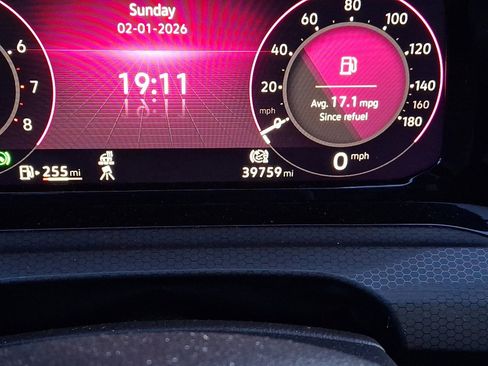 Sunday
02-01-2026
19:11
6
7
8
255 mi
60
80
100
40
120
20
140
160
mph
0
180
Avg. 17.1 mpg
Since refuel
0 mph
39759 mi